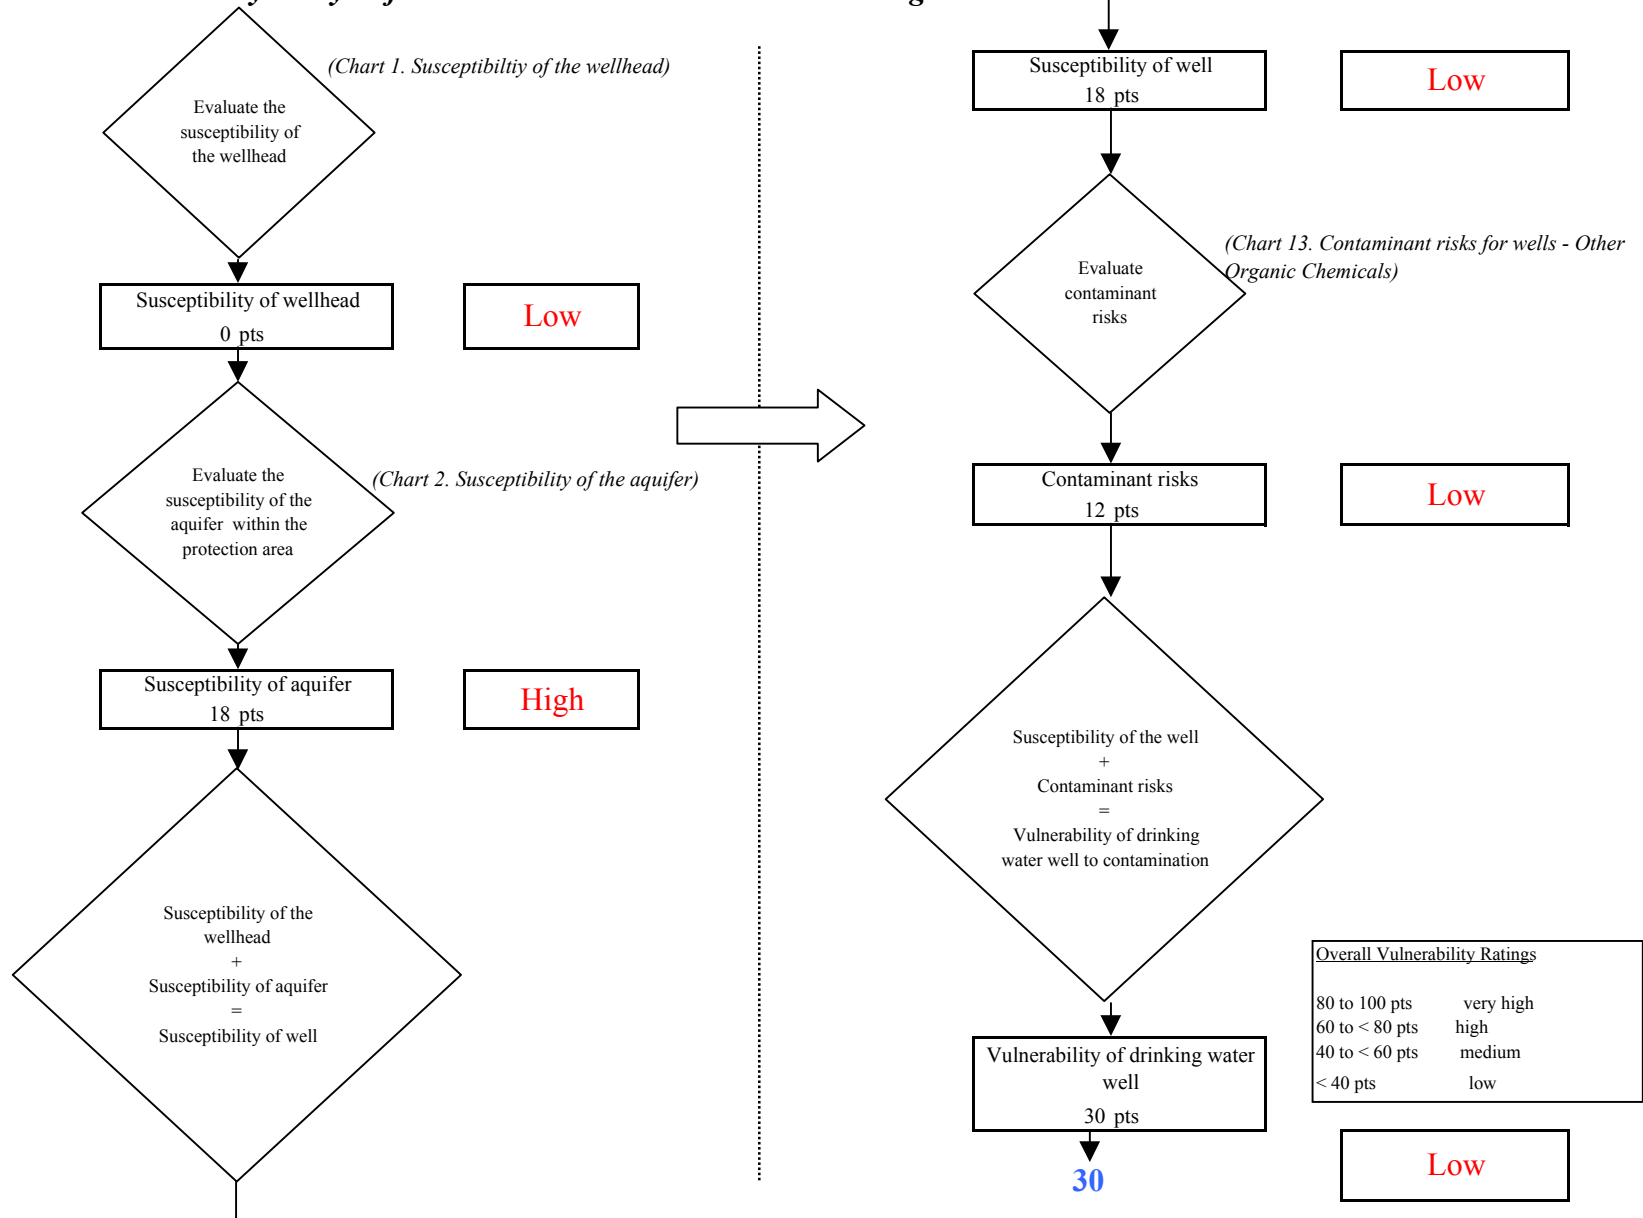 (Chart 1. Susceptibiltiy of the wellhead)
Evaluate the
susceptibility of
the wellhead
Susceptibility of wellhead
0 pts
Low
Evaluate the
susceptibility of the
aquifer within the
protection area
(Chart 2. Susceptibility of the aquifer)
Susceptibility of aquifer
18 pts
High
Susceptibility of the
wellhead
+
Susceptibility of aquifer
=
Susceptibility of well
Susceptibility of well
18 pts
Low
(Chart 13. Contaminant risks for wells - Other
Organic Chemicals)
Evaluate
contaminant
risks
Contaminant risks
12 pts
Low
Susceptibility of the well
+
Contaminant risks
=
Vulnerability of drinking
water well to contamination
Overall Vulnerability Ratings
80 to 100 pts very high
60 to < 80 pts high
40 to < 60 pts medium
< 40 pts low
Vulnerability of drinking water
well
30 pts
30
Low